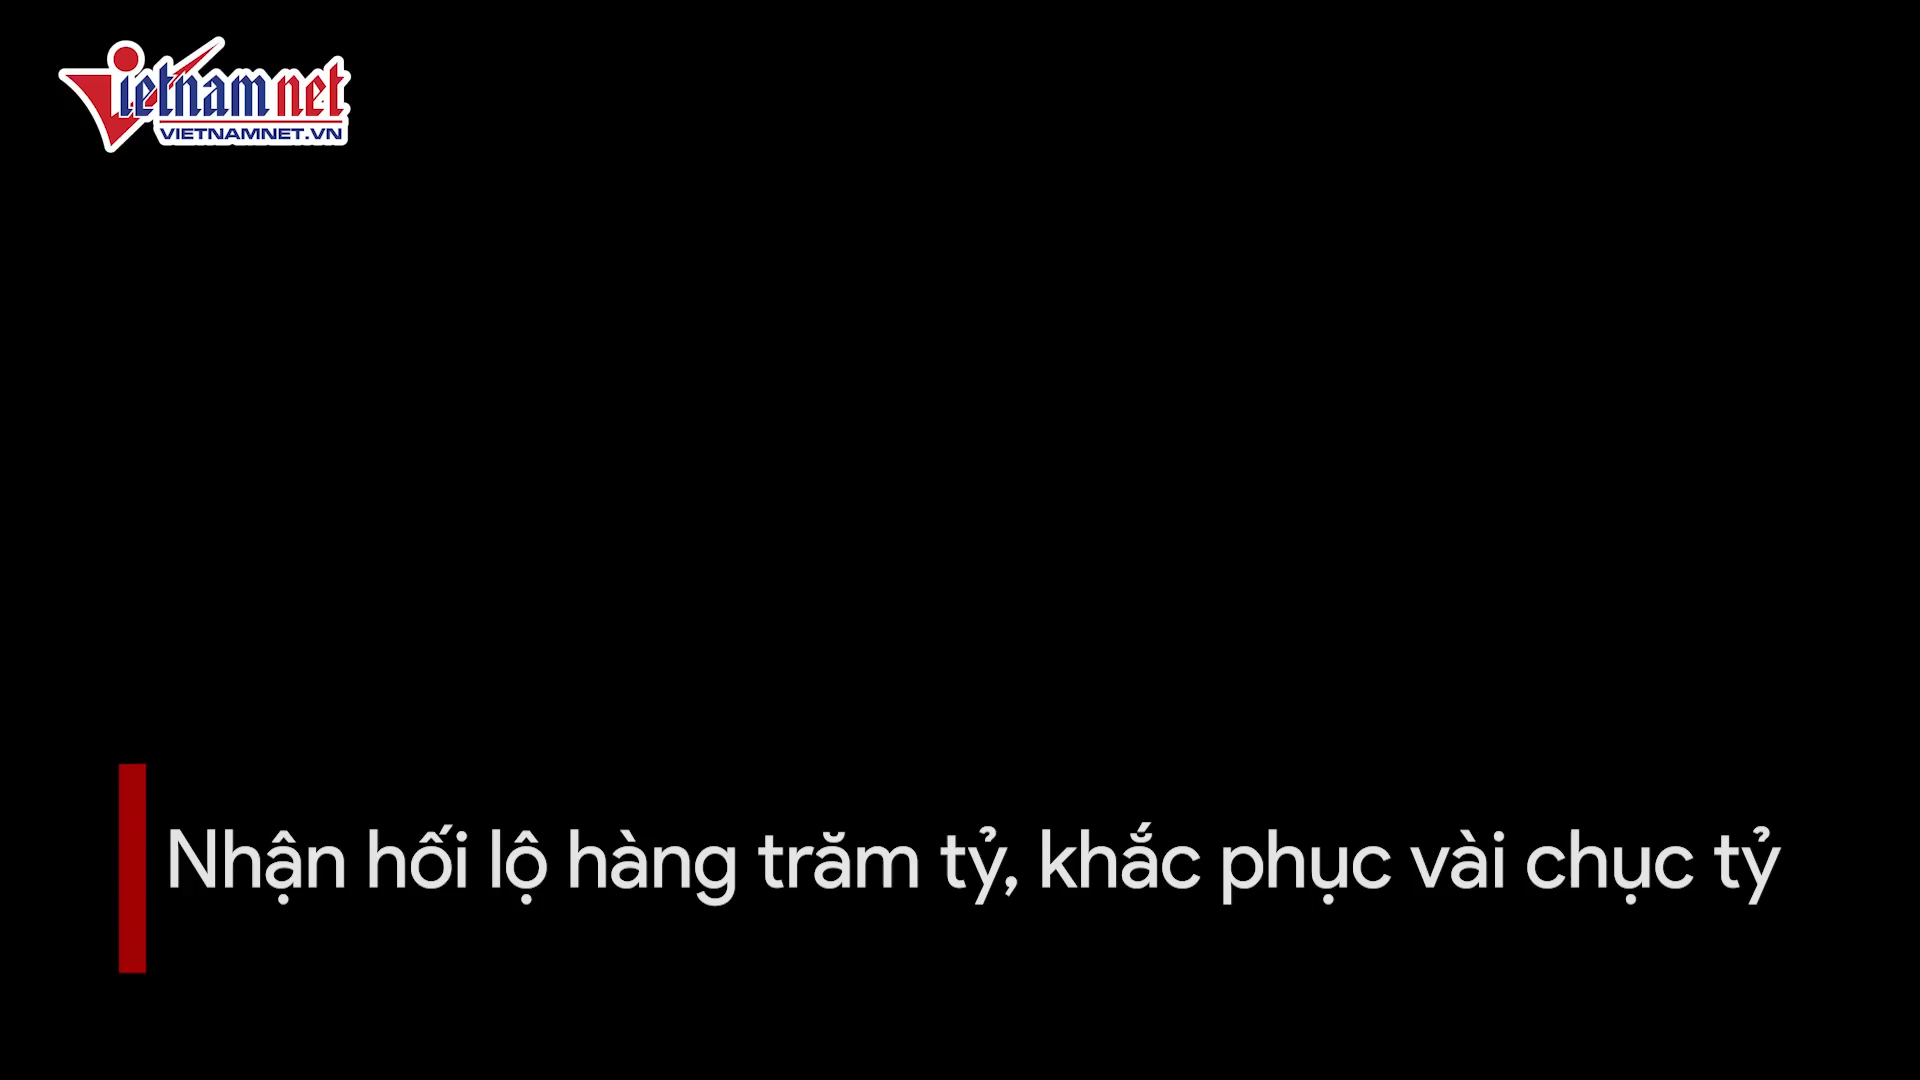 vietnamnet
VIETNAMNET.VN
Nhận hối lộ hàng trăm tỷ, khắc phục vài chục tỷ